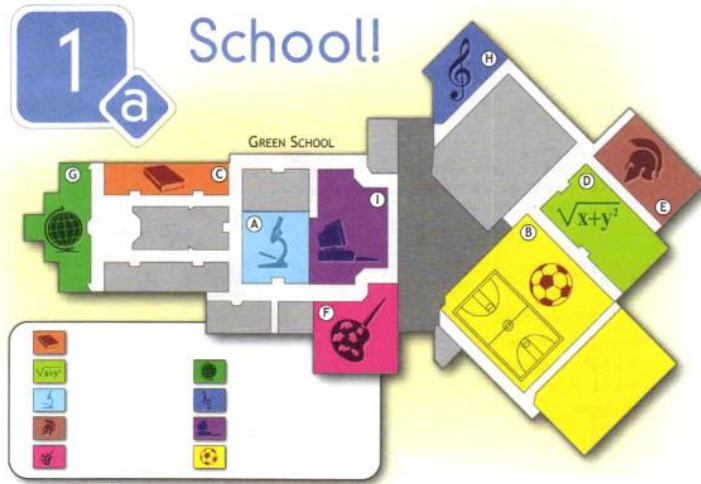 1
a
School!
GREEN SCHOOL
H
G
C
D
E
A
I
√x+y²
B
F
√x+y²